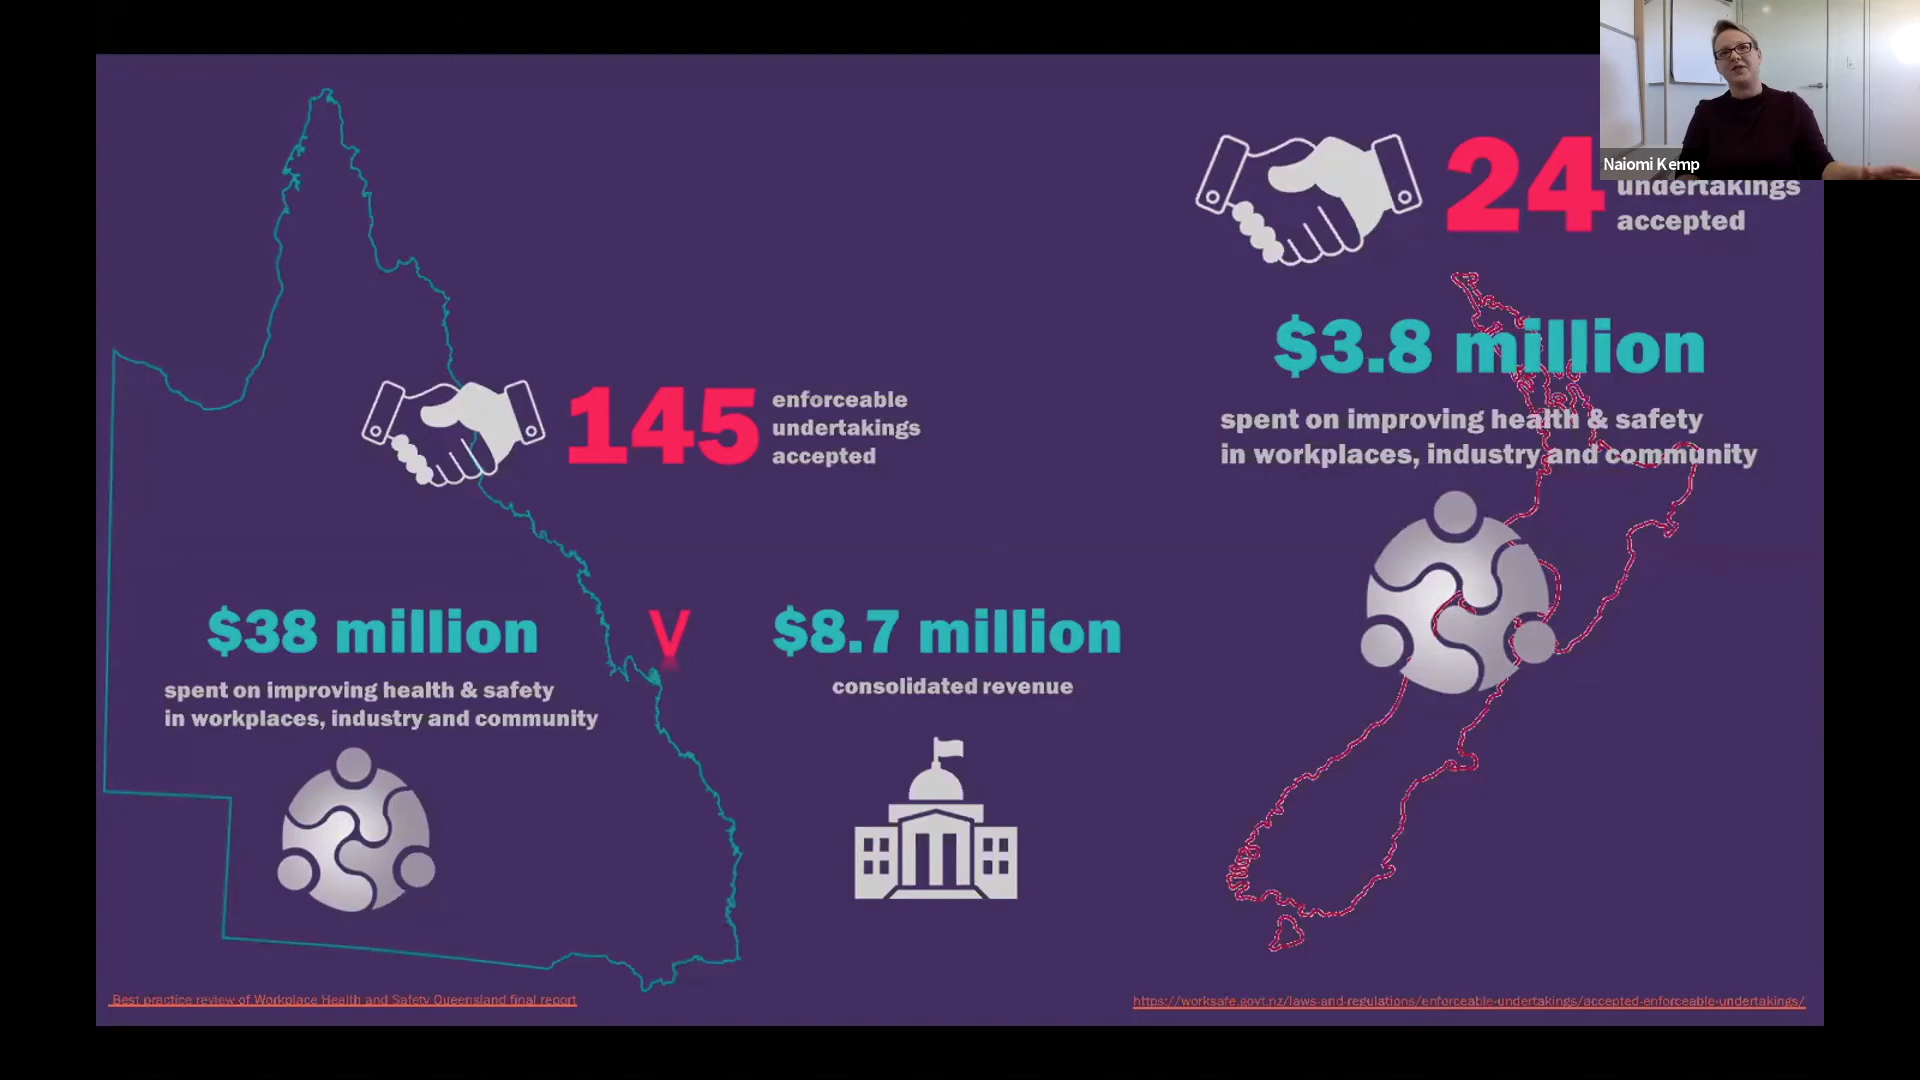 145
enforceable
undertakings
accepted
$38 million
spent on improving health & safety
in workplaces, industry and community
V
$8.7 million
consolidated revenue
Best practice review of Workplace Health and Safety Queensland final report
Naiomi Kemp
24
undertakings
accepted
$3.8 million
spent on improving health & safety
in workplaces, industry and community
https://worksafe.govt.nz/laws-and-regulations/enforceable-undertakings/accepted-enforceable-undertakings/